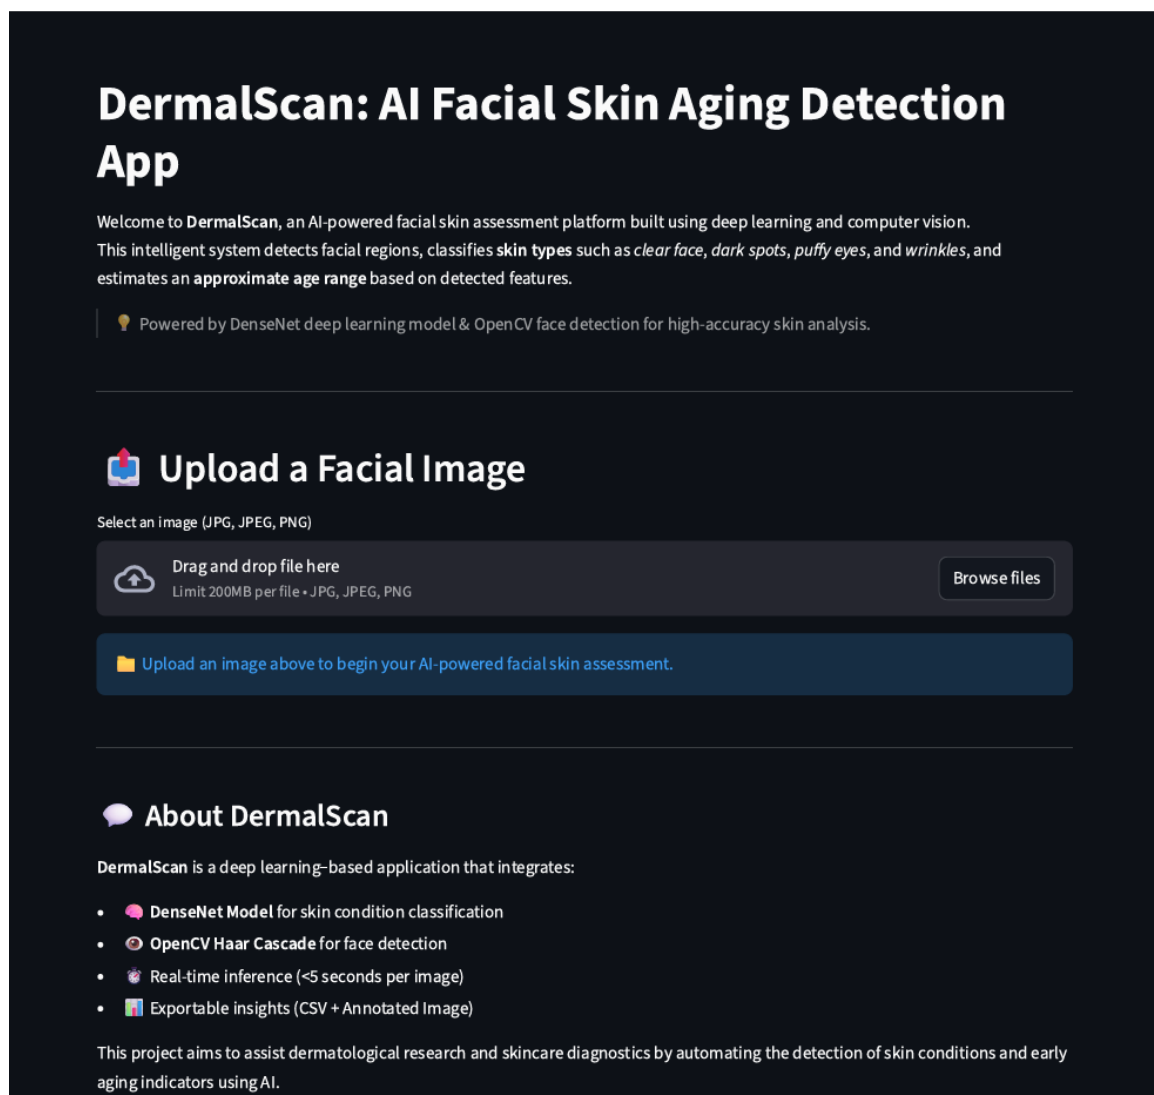 DermalScan: AI Facial Skin Aging Detection
App
Welcome to DermalScan, an AI-powered facial skin assessment platform built using deep learning and computer vision.
This intelligent system detects facial regions, classifies skin types such as clear face, dark spots, puffy eyes, and wrinkles, and
estimates an approximate age range based on detected features.
Powered by DenseNet deep learning model & OpenCV face detection for high-accuracy skin analysis.
Upload a Facial Image
Select an image (JPG, JPEG, PNG)
Drag and drop file here
Limit 200MB per file • JPG, JPEG, PNG
Browse files
Upload an image above to begin your AI-powered facial skin assessment.
About DermalScan
DermalScan is a deep learning–based application that integrates:
• DenseNet Model for skin condition classification
• OpenCV Haar Cascade for face detection
• Real-time inference (<5 seconds per image)
• Exportable insights (CSV + Annotated Image)
This project aims to assist dermatological research and skincare diagnostics by automating the detection of skin conditions and early
aging indicators using AI.